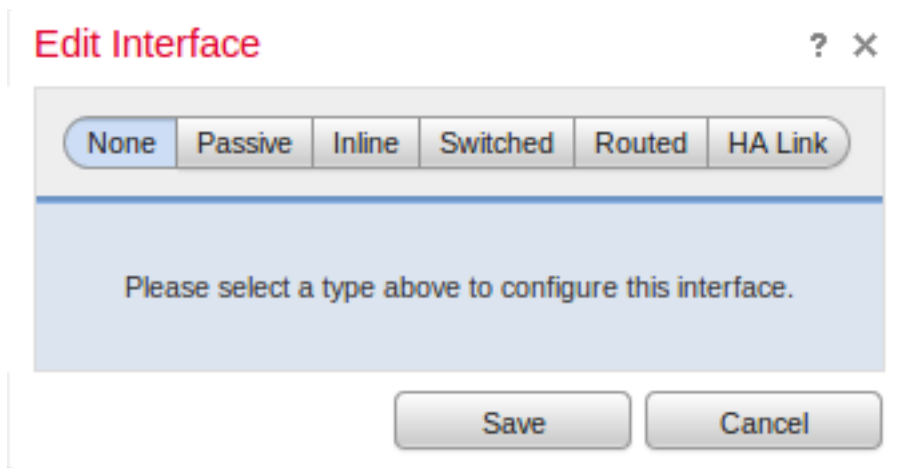 Edit Interface ? ×
None Passive Inline Switched Routed HA Link
Please select a type above to configure this interface.
Save Cancel